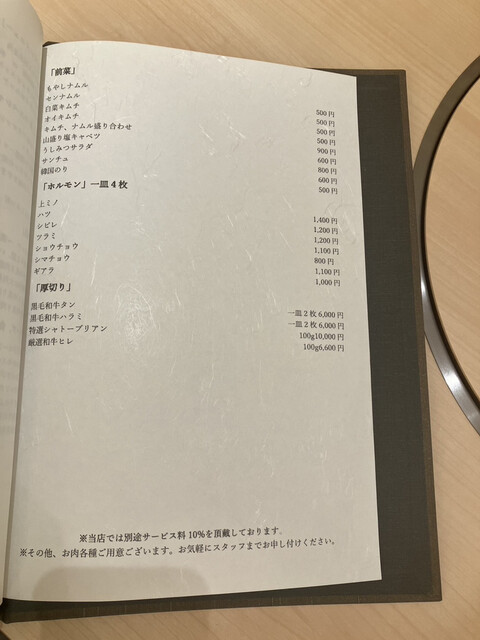 「前菜」
もやしナムル 500円
センナムル 500円
白菜キムチ 500円
オイキムチ 500円
キムチ、ナムル盛り合わせ 900円
山盛り塩キャベツ 600円
うしみつサラダ 800円
サンチュ 600円
韓国のり 500円
「ホルモン」一皿4枚
上ミノ 1,400円
ハツ 1,200円
シビレ 1,200円
ツラミ 1,100円
ショウチョウ 800円
シマチョウ 1,100円
ギアラ 1,000円
「厚切り」
黒毛和牛タン 一皿2枚6,000円
黒毛和牛ハラミ 一皿2枚6,000円
特選シャトーブリアン 100g10,000円
厳選和牛ヒレ 100g6,600円
※当店では別途サービス料10%を頂戴しております。
※その他、お肉各種ご用意ございます。お気軽にスタッフまでお申し付けください。